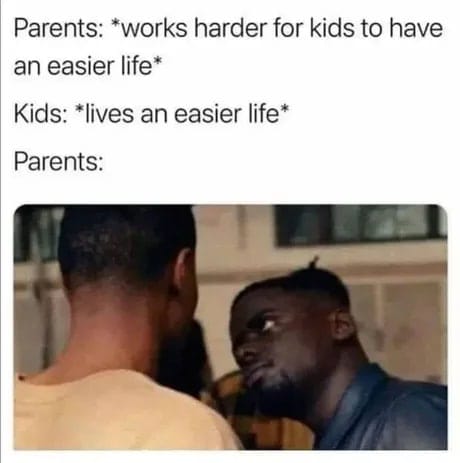 Parents: *works harder for kids to have
an easier life*
Kids: *lives an easier life*
Parents: